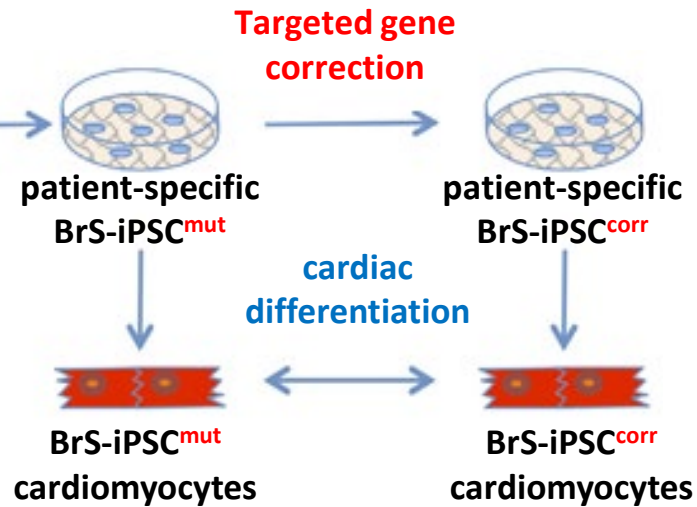 Targeted gene
correction
patient-specific
BrS-iPSCmut
patient-specific
BrS-iPSCcorr
cardiac
differentiation
BrS-iPSCmut
cardiomyocytes
BrS-iPSCcorr
cardiomyocytes